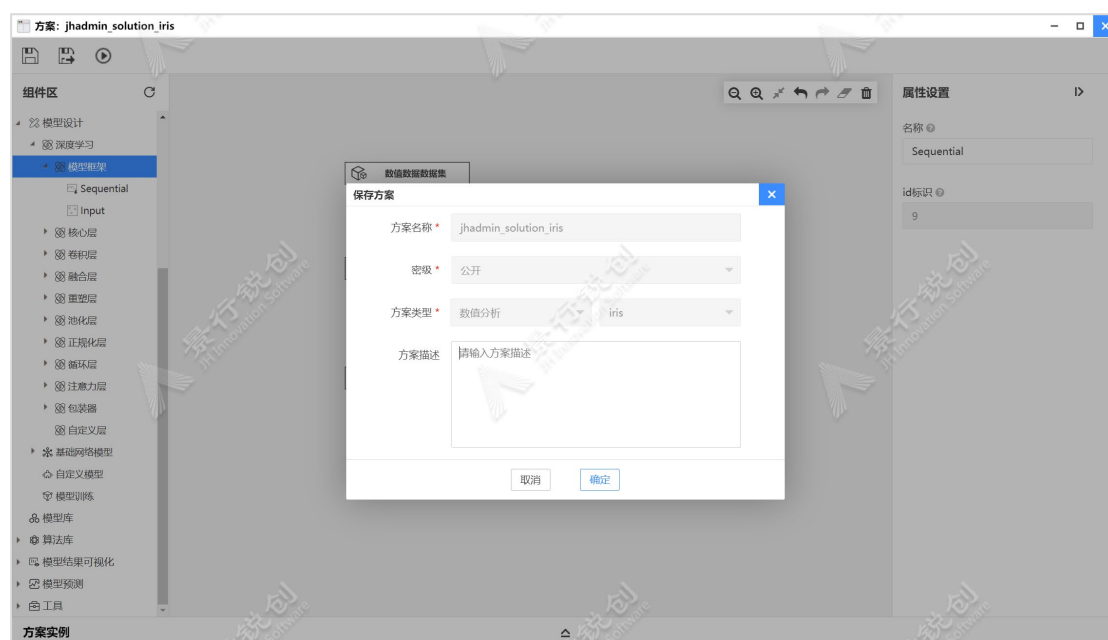 方案：jhadmin_solution_iris
组件区
模型设计
深度学习
模型框架
Sequential
Input
核心层
卷积层
融合层
重塑层
池化层
正规化层
循环层
注意力层
包装器
自定义层
基础网络模型
自定义模型
模型训练
模型库
算法库
模型结果可视化
模型预测
工具
方案实例
数值数据数据集
保存方案
方案名称 * jhadmin_solution_iris
密级 * 公开
方案类型 * 数值分析 iris
方案描述 请输入方案描述
取消 确定
属性设置
名称
Sequential
id标识
9
景行锐创
JH Innovation Software